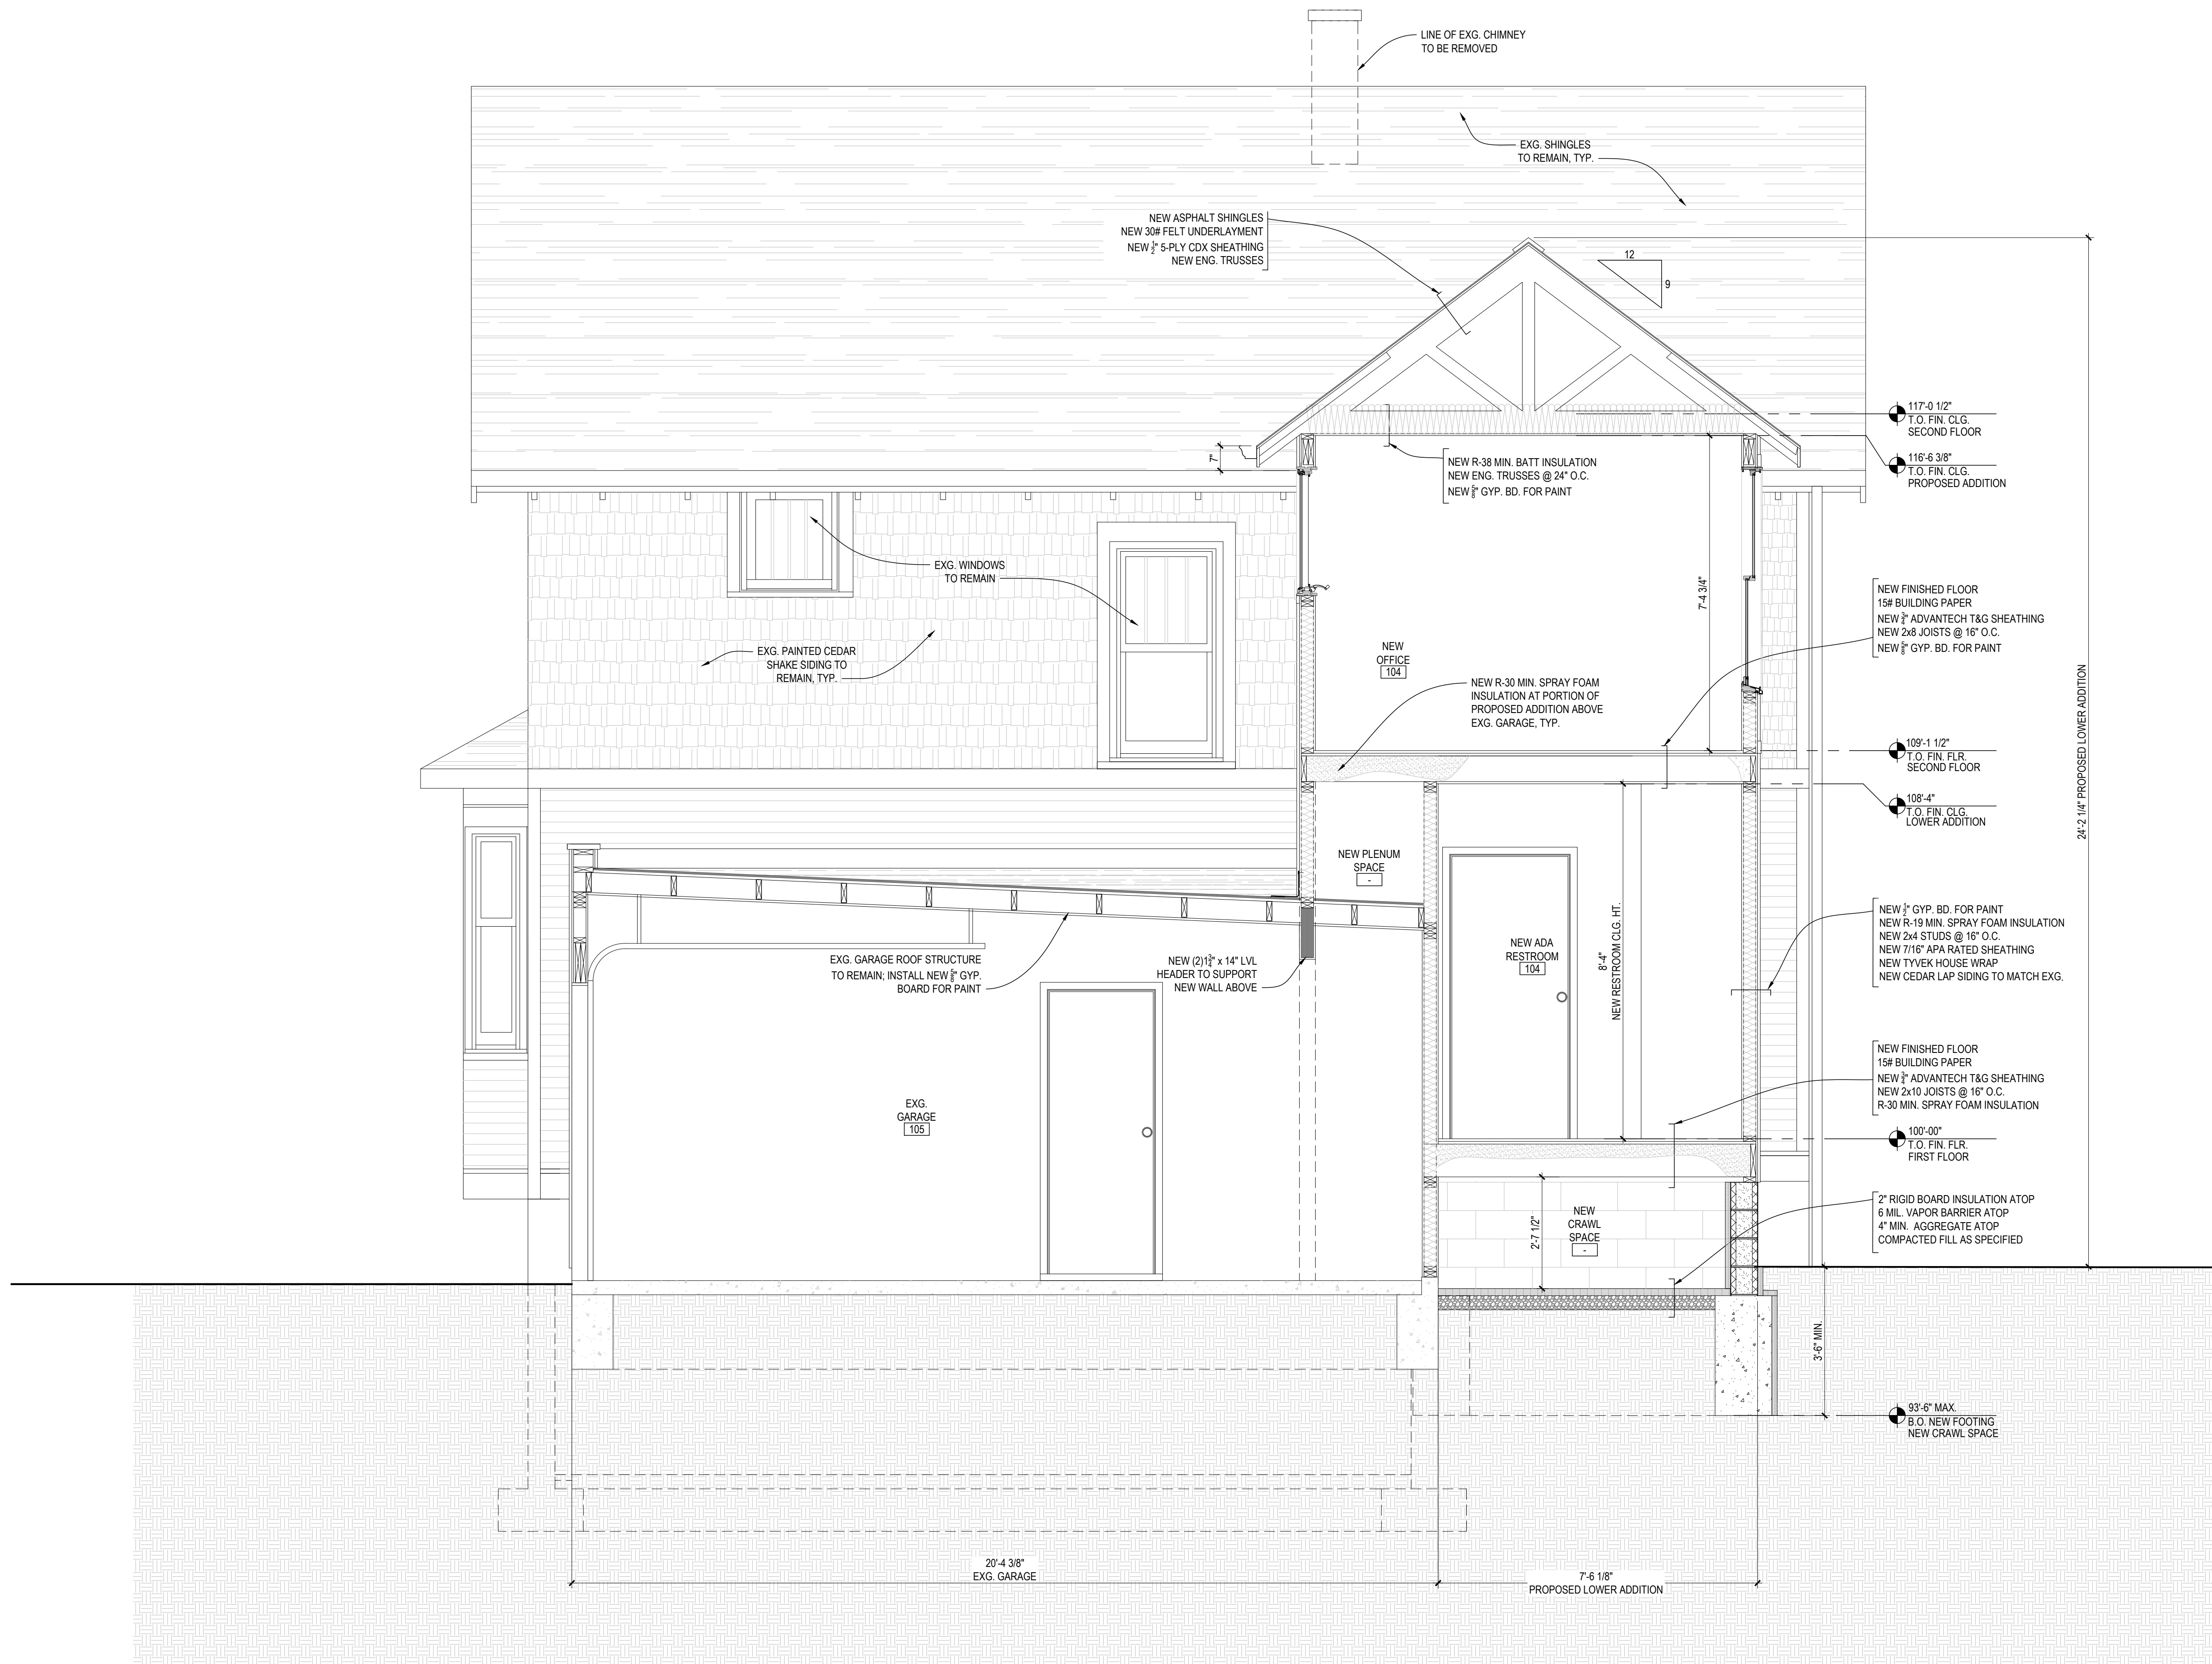 LINE OF EXG. CHIMNEY
TO BE REMOVED
EXG. SHINGLES
TO REMAIN, TYP.
NEW ASPHALT SHINGLES
NEW 30# FELT UNDERLAYMENT
NEW 1/2" 5-PLY CDX SHEATHING
NEW ENG. TRUSSES
12
9
117'-0 1/2"
T.O. FIN. CLG.
SECOND FLOOR
116'-6 3/8"
T.O. FIN. CLG.
PROPOSED ADDITION
7"
NEW R-38 MIN. BATT INSULATION
NEW ENG. TRUSSES @ 24" O.C.
NEW 5/8" GYP. BD. FOR PAINT
EXG. WINDOWS
TO REMAIN
7'-4 3/4"
NEW FINISHED FLOOR
15# BUILDING PAPER
NEW 3/4" ADVANTECH T&G SHEATHING
NEW 2x8 JOISTS @ 16" O.C.
NEW 5/8" GYP. BD. FOR PAINT
EXG. PAINTED CEDAR
SHAKE SIDING TO
REMAIN, TYP.
NEW
OFFICE
104
NEW R-30 MIN. SPRAY FOAM
INSULATION AT PORTION OF
PROPOSED ADDITION ABOVE
EXG. GARAGE, TYP.
24'-2 1/4" PROPOSED LOWER ADDITION
109'-1 1/2"
T.O. FIN. FLR.
SECOND FLOOR
108'-4"
T.O. FIN. CLG.
LOWER ADDITION
NEW PLENUM
SPACE
-
NEW 1/2" GYP. BD. FOR PAINT
NEW R-19 MIN. SPRAY FOAM INSULATION
NEW 2x4 STUDS @ 16" O.C.
NEW 7/16" APA RATED SHEATHING
NEW TYVEK HOUSE WRAP
NEW CEDAR LAP SIDING TO MATCH EXG.
EXG. GARAGE ROOF STRUCTURE
TO REMAIN; INSTALL NEW 5/8" GYP.
BOARD FOR PAINT
NEW (2)1 3/4" x 14" LVL
HEADER TO SUPPORT
NEW WALL ABOVE
NEW ADA
RESTROOM
104
8'-4"
NEW RESTROOM CLG. HT.
NEW FINISHED FLOOR
15# BUILDING PAPER
NEW 3/4" ADVANTECH T&G SHEATHING
NEW 2x10 JOISTS @ 16" O.C.
R-30 MIN. SPRAY FOAM INSULATION
EXG.
GARAGE
105
100'-00"
T.O. FIN. FLR.
FIRST FLOOR
2'-7 1/2"
NEW
CRAWL
SPACE
-
2" RIGID BOARD INSULATION ATOP
6 MIL. VAPOR BARRIER ATOP
4" MIN. AGGREGATE ATOP
COMPACTED FILL AS SPECIFIED
3'-6" MIN.
93'-6" MAX.
B.O. NEW FOOTING
NEW CRAWL SPACE
20'-4 3/8"
EXG. GARAGE
7'-6 1/8"
PROPOSED LOWER ADDITION